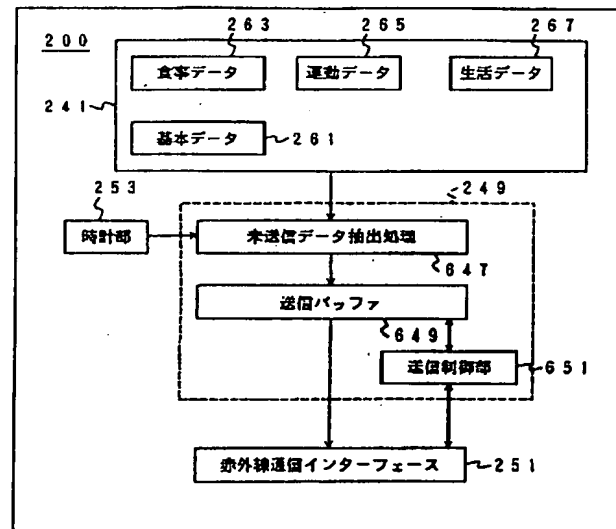 263 265 267
200
食事データ 運動データ 生活データ
241
基本データ 261
253 249
時計部 未送信データ抽出処理
647
送信バッファ
649
送信制御部 651
赤外線通信インターフェース 251